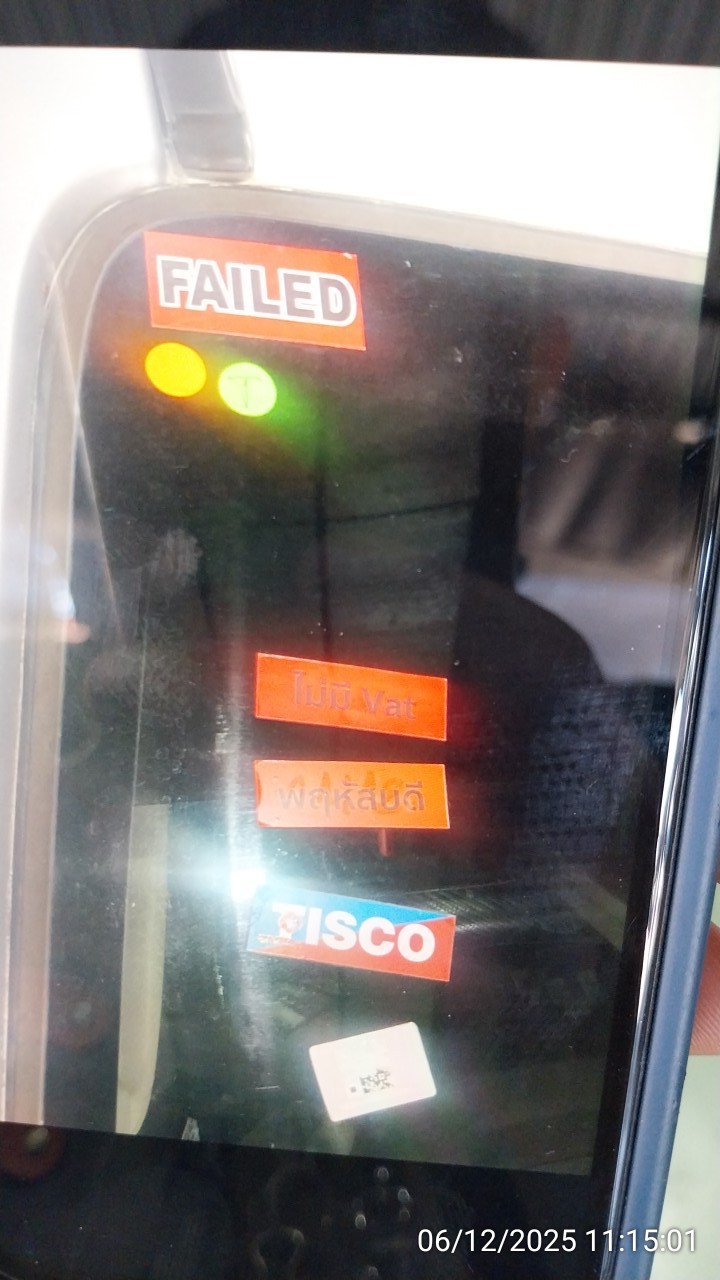 FAILED
T
ไม่มี Vat
พฤหัสบดี
TISCO
06/12/2025 11:15:01